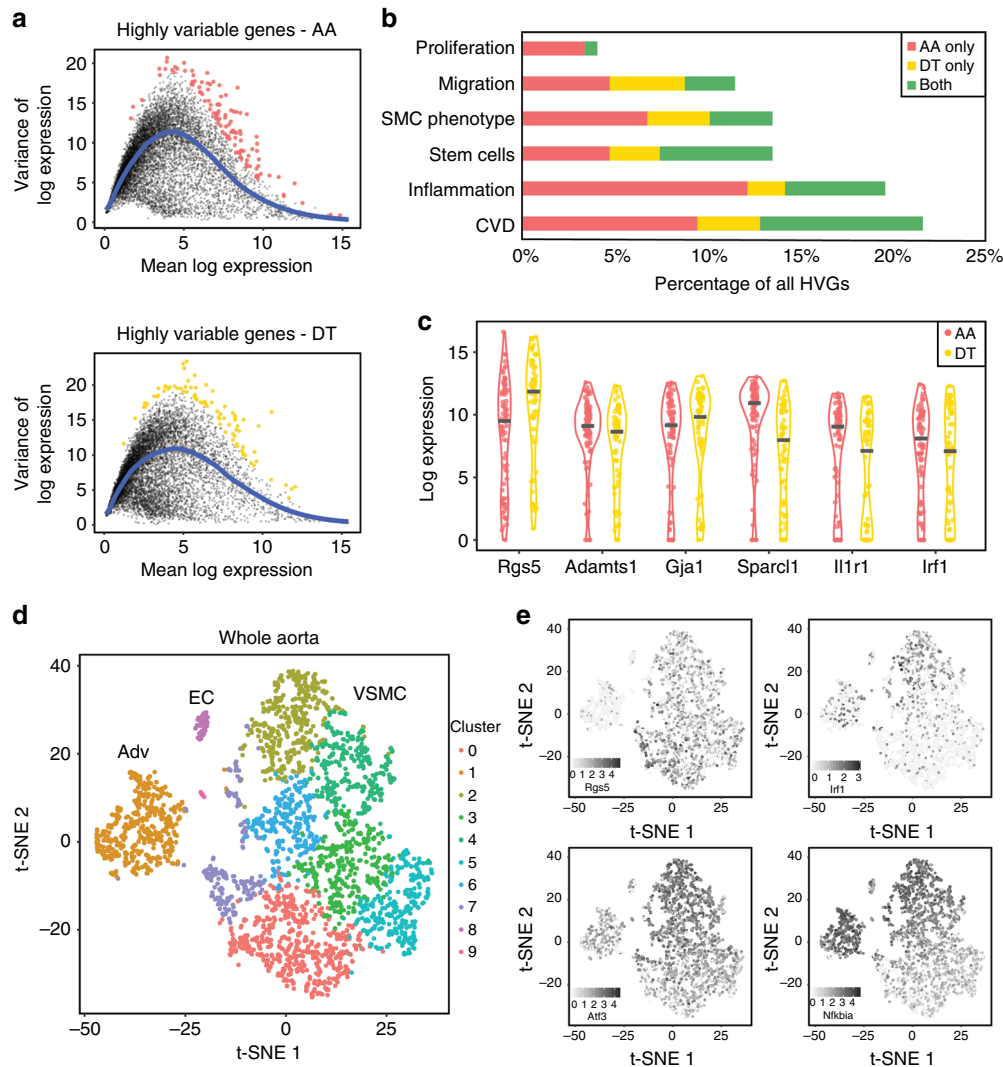 a
Highly variable genes - AA
Variance of
log expression
20
15
10
5
0
0 5 10 15
Mean log expression
Highly variable genes - DT
Variance of
log expression
25
20
15
10
5
0
0 5 10 15
Mean log expression
b
Proliferation
Migration
SMC phenotype
Stem cells
Inflammation
CVD
AA only
DT only
Both
0% 5% 10% 15% 20% 25%
Percentage of all HVGs
c
Log expression
15
10
5
0
AA
DT
Rgs5 Adamts1 Gja1 Sparcl1 Il1r1 Irf1
d
Whole aorta
t-SNE 2
40
20
0
−20
Adv
EC
VSMC
−50 −25 0 25
t-SNE 1
Cluster
0
1
2
3
4
5
6
7
8
9
e
t-SNE 2
40
20
0
−20
0 1 2 3 4
Rgs5
−50 −25 0 25
t-SNE 1
t-SNE 2
40
20
0
−20
0 1 2 3
Irf1
−50 −25 0 25
t-SNE 1
t-SNE 2
40
20
0
−20
0 1 2 3 4
Atf3
−50 −25 0 25
t-SNE 1
t-SNE 2
40
20
0
−20
0 1 2 3 4
Nfkbia
−50 −25 0 25
t-SNE 1